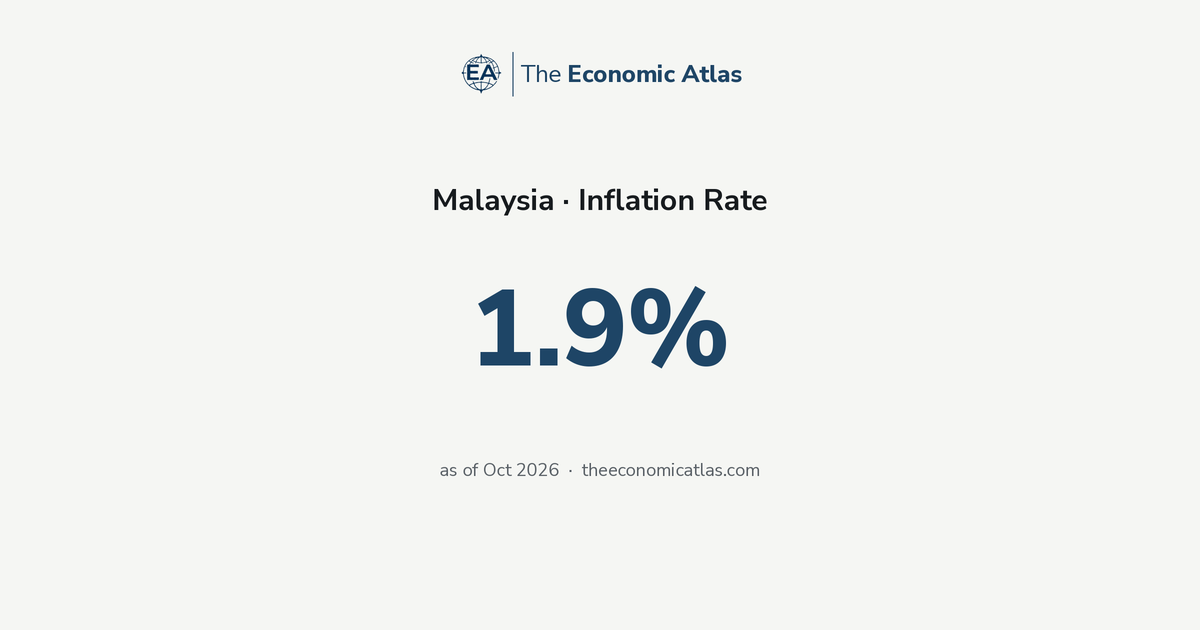 EA The Economic Atlas
Malaysia · Inflation Rate
1.9%
as of Oct 2026 · theeconomicatlas.com